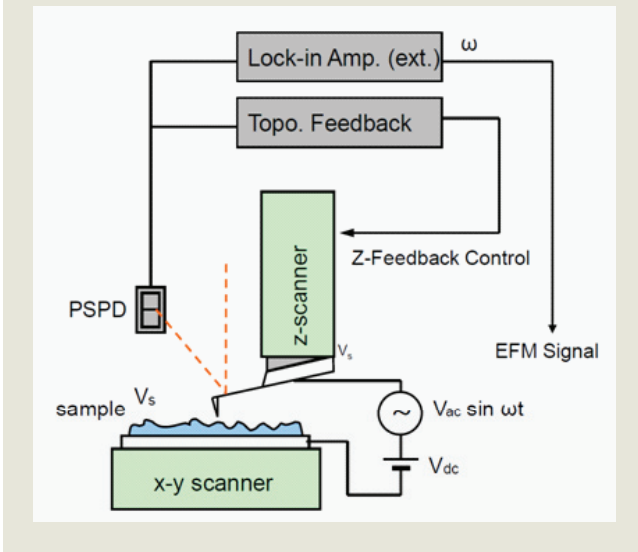 Lock-in Amp. (ext.)
ω
Topo. Feedback
z-scanner
Z-Feedback Control
PSPD
Vs
EFM Signal
sample Vs
Vac sin ωt
Vdc
x-y scanner